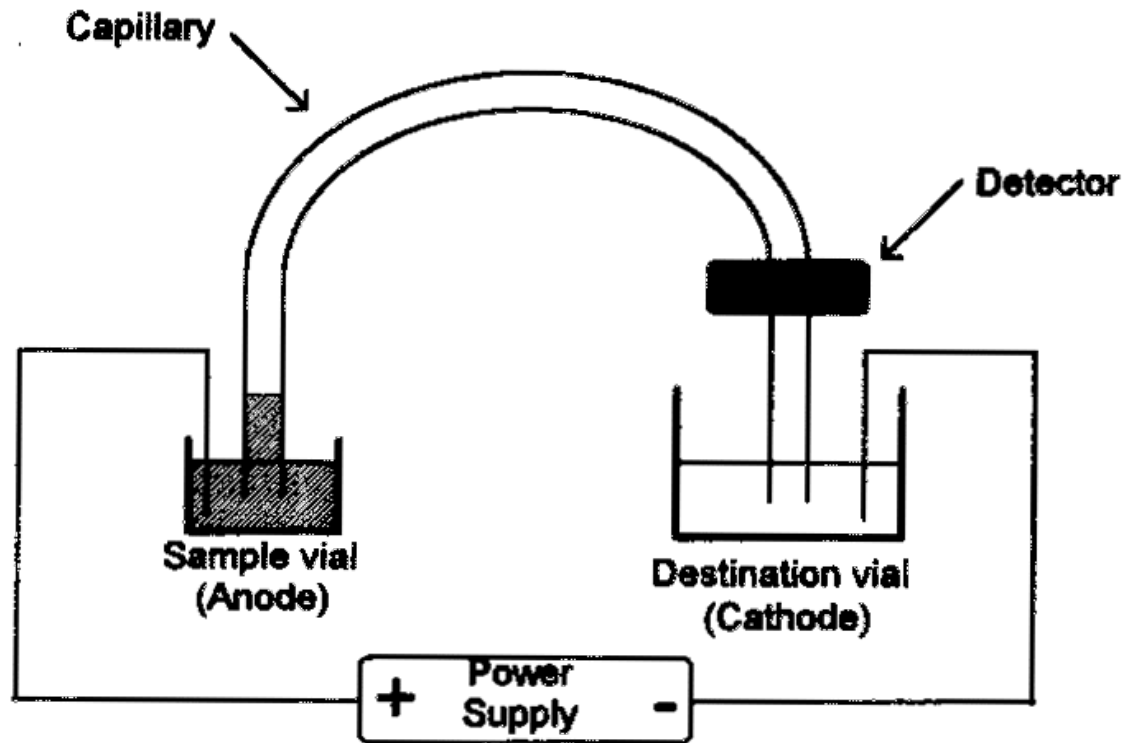 Capillary
Detector
Sample vial
(Anode)
Destination vial
(Cathode)
+ Power
Supply -